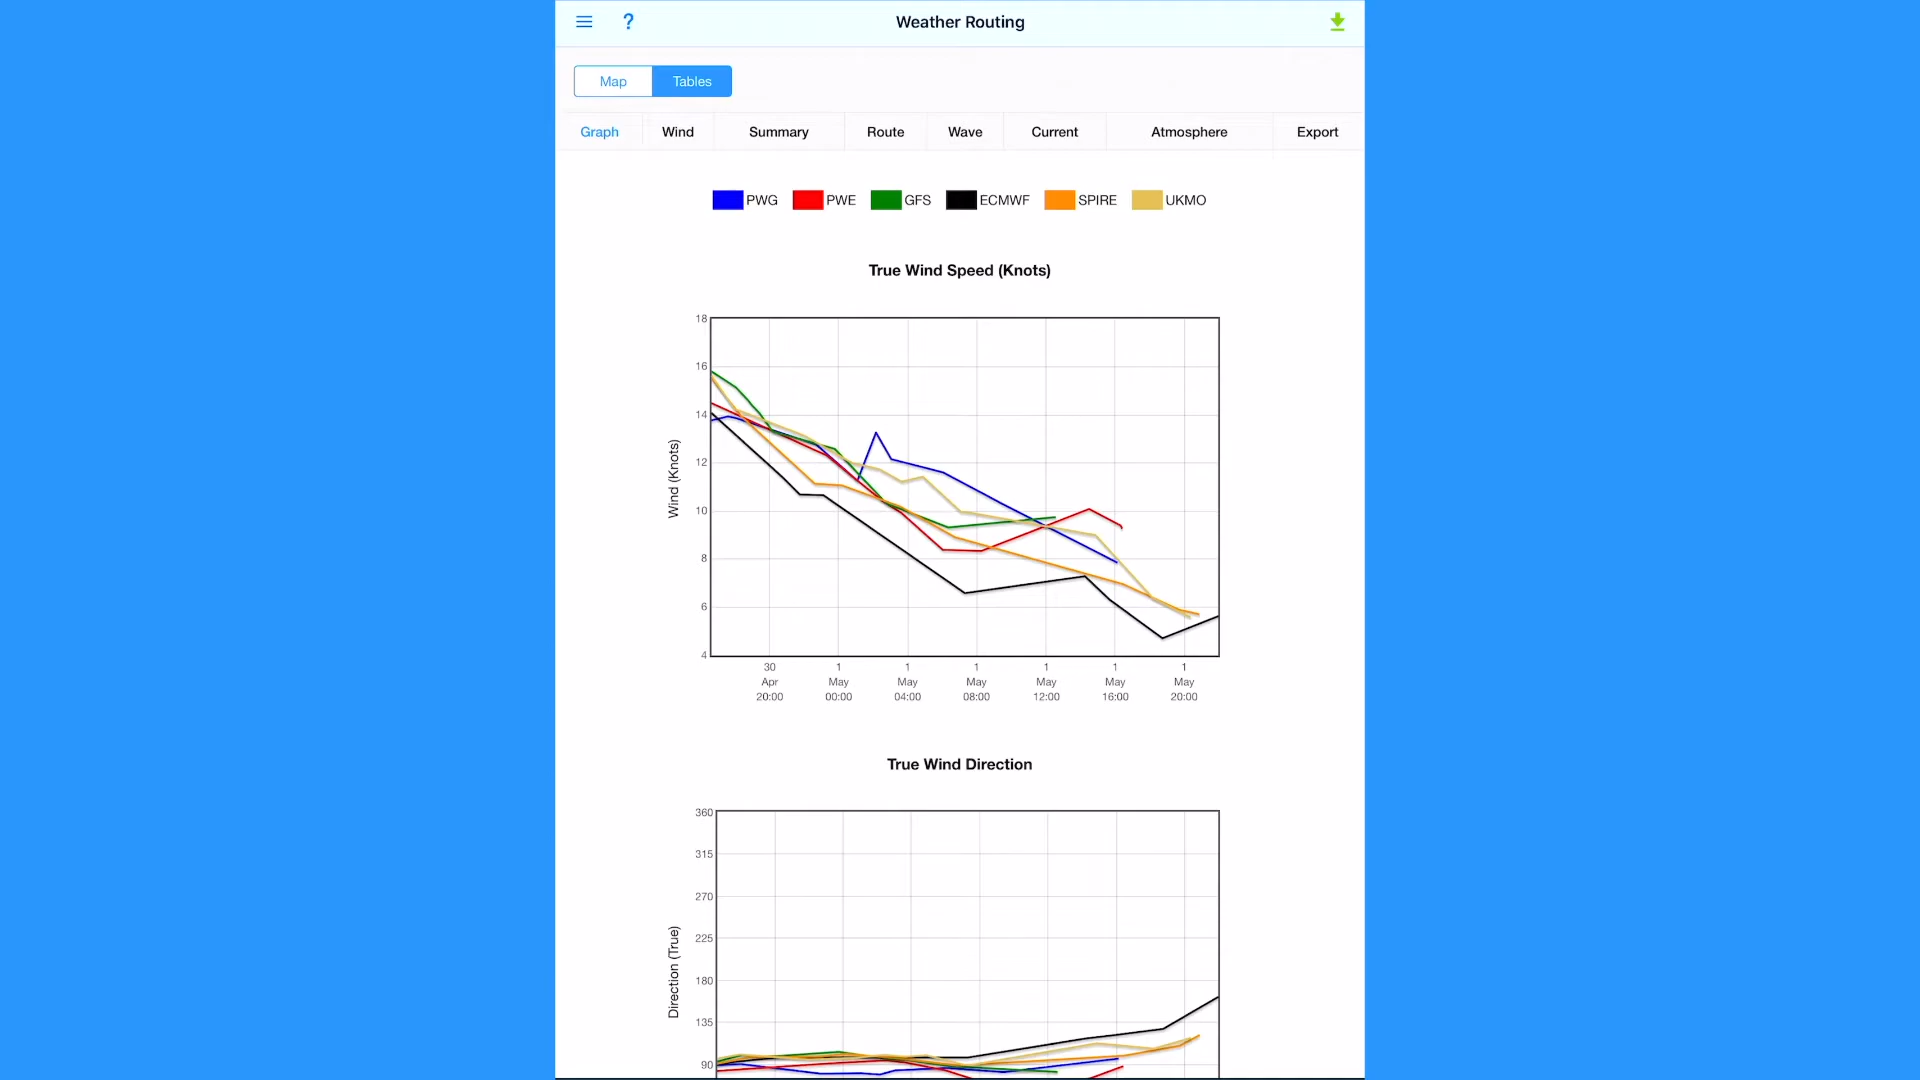 ? Weather Routing
Map Tables
Graph Wind Summary Route Wave Current Atmosphere Export
PWG PWE GFS ECMWF SPIRE UKMO
True Wind Speed (Knots)
Wind (Knots)
18
16
14
12
10
8
6
4
30 1 1 1 1 1 1
Apr May May May May May May
20:00 00:00 04:00 08:00 12:00 16:00 20:00
True Wind Direction
Direction (True)
360
315
270
225
180
135
90